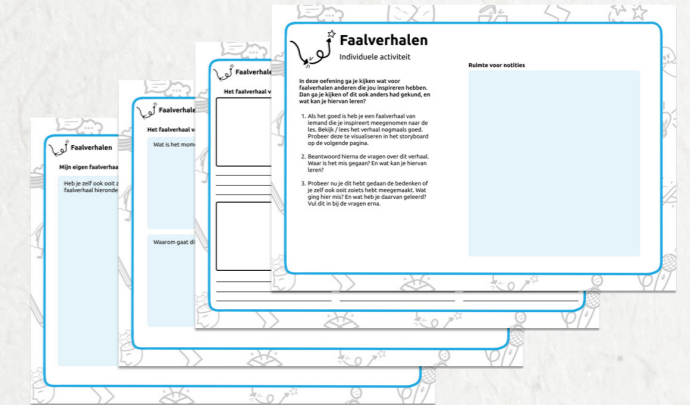 Faalverhalen
Individuele activiteit
In deze oefening ga je kijken wat voor
faalverhalen anderen die jou inspireren hebben.
Dan ga je kijken of dit ook anders had gekund, en
wat kan je hiervan leren?
1. Als het goed is heb je een faalverhaal van
iemand die je inspireert meegenomen naar de
les. Bekijk / lees het verhaal nogmaals goed.
Probeer deze te visualiseren in het storyboard
op de volgende pagina.
2. Beantwoord hierna de vragen over dit verhaal.
Waar is het mis gegaan? En wat kan je hiervan
leren?
3. Probeer nu je dit hebt gedaan de bedenken of
je zelf ook ooit zoiets hebt meegemaakt. Wat
ging hier mis? En wat heb je daarvan geleerd?
Vul dit in bij de vragen erna.
Ruimte voor notities
Faalverhale
Het faalverhaal v
Faalverhale
Het faalverhaal v
Wat is het mom
Waarom gaat di
Faalverhalen
Mijn eigen faalverhaa
Heb je zelf ook ooit z
faalverhaal hieronde